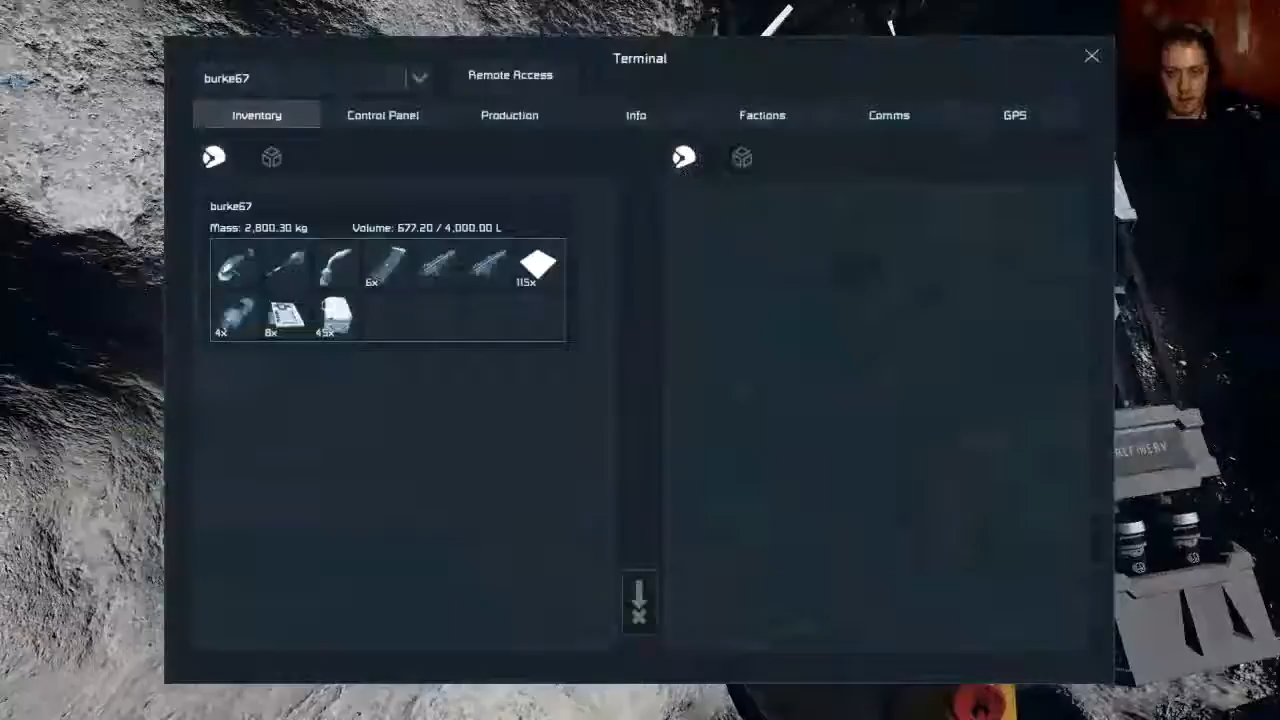 Terminal
burke67
Remote Access
Inventory
Control Panel
Production
Info
Factions
Comms
GPS
burke67
Mass: 2,800.30 kg
Volume: 677.20 / 4,000.00 L
6x
115x
4x
8x
45x
REFINERY